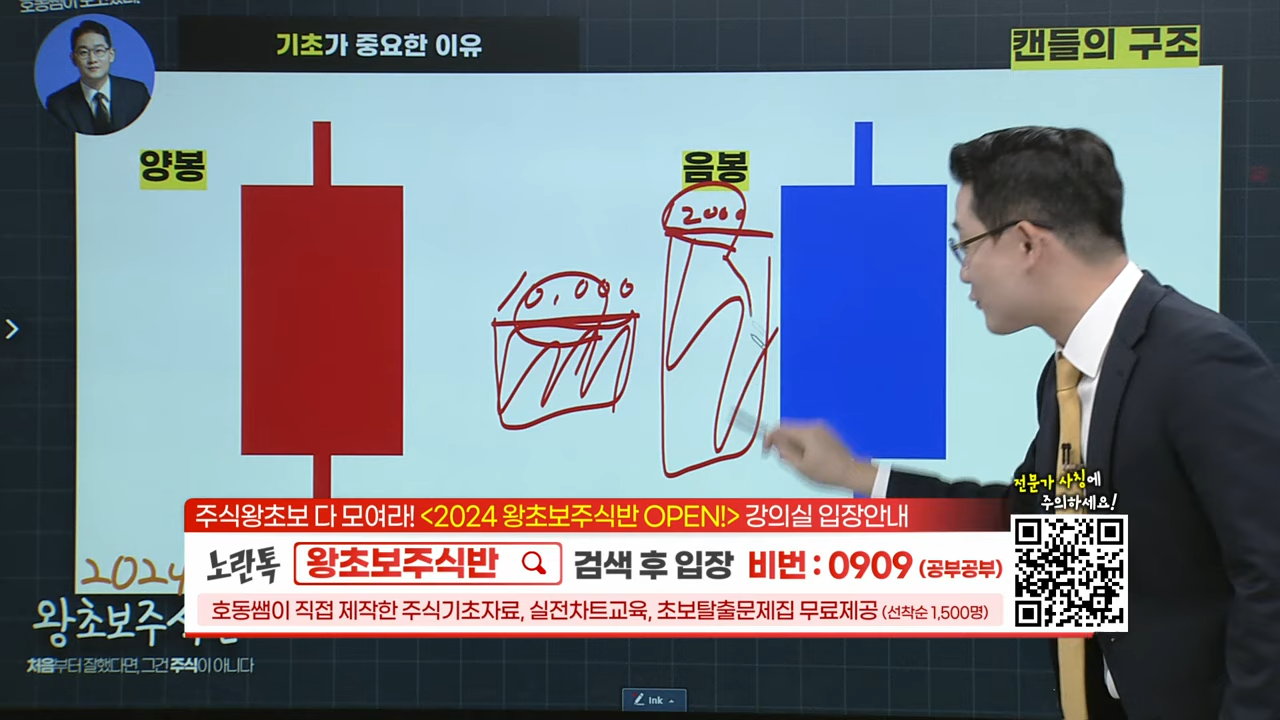 기초가 중요한 이유
캔들의 구조
양봉
음봉
2000
10,000
전문가 사칭에
주의하세요!
주식왕초보 다 모여라! <2024 왕초보주식반 OPEN!> 강의실 입장안내
노란톡 왕초보주식반 검색 후 입장 비번 : 0909 (공부공부)
호동쌤이 직접 제작한 주식기초자료, 실전차트교육, 초보탈출문제집 무료제공 (선착순 1,500명)
2024
왕초보주식
처음부터 잘했다면, 그건 주식이 아니다
Ink